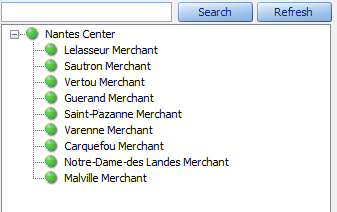 Search Refresh
Nantes Center
Lelasseur Merchant
Sautron Merchant
Vertou Merchant
Guerand Merchant
Saint-Pazanne Merchant
Varenne Merchant
Carquefou Merchant
Notre-Dame-des Landes Merchant
Malville Merchant